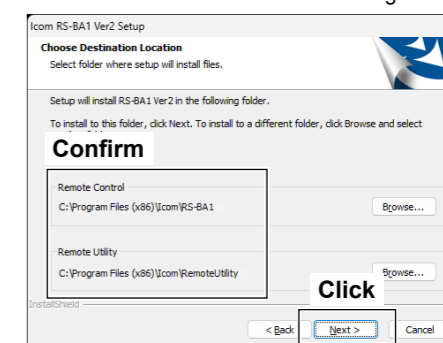 Icom RS-BA1 Ver2 Setup
Choose Destination Location
Select folder where setup will install files.
Setup will install RS-BA1 Ver2 in the following folder.
To install to this folder, click Next. To install to a different folder, click Browse and select
Confirm
Remote Control
C:\Program Files (x86)\Icom\RS-BA1
Browse...
Remote Utility
C:\Program Files (x86)\Icom\RemoteUtility
Browse...
Click
InstallShield
< Back
Next >
Cancel